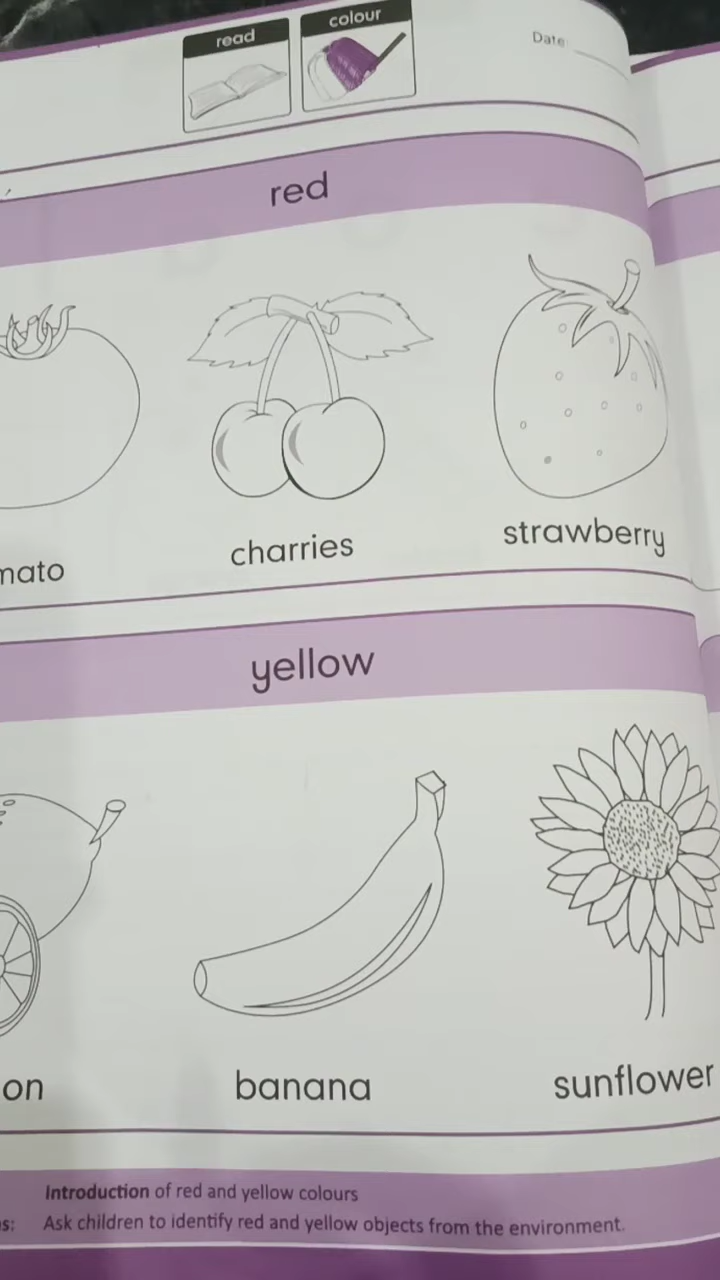 read
colour
Date:
red
mato
charries
strawberry
yellow
on
banana
sunflower
Introduction of red and yellow colours
s: Ask children to identify red and yellow objects from the environment.